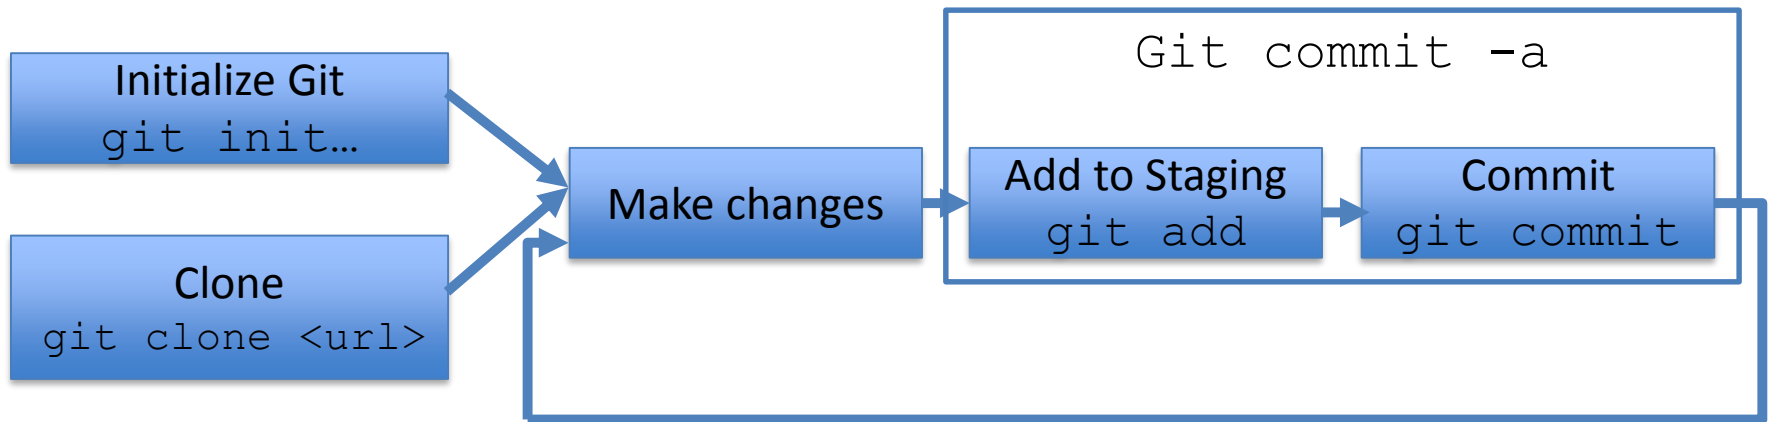 Initialize Git
git init…
Clone
git clone <url>
Make changes
Git commit -a
Add to Staging
git add
Commit
git commit